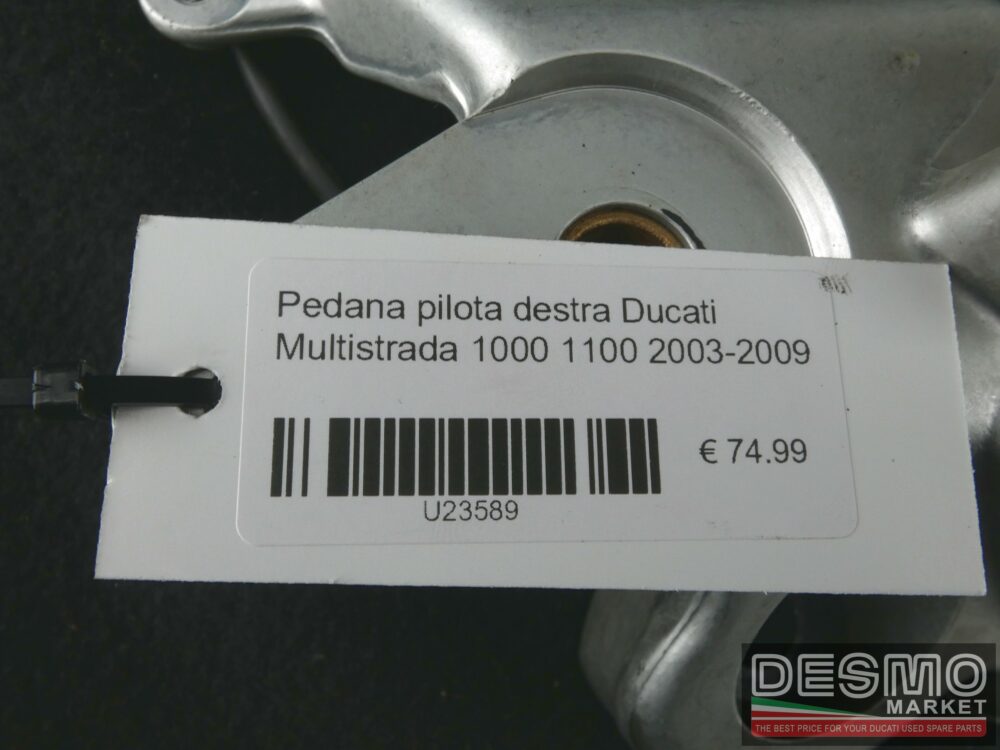 Pedana pilota destra Ducati
Multistrada 1000 1100 2003-2009
€ 74.99
U23589
DESMO
MARKET
THE BEST PRICE FOR YOUR DUCATI USED SPARE PARTS